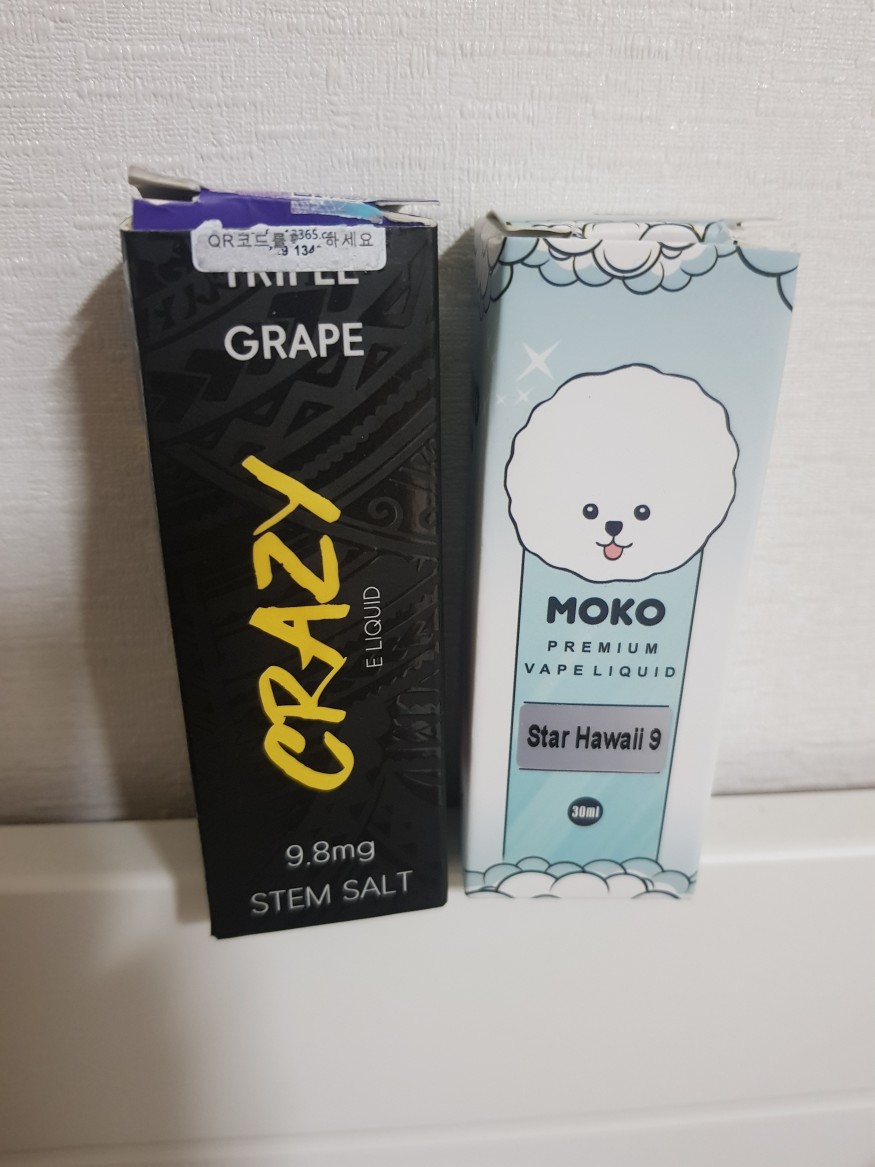 QR코드를 하세요
TRIPLE
GRAPE
CRAZY
E LIQUID
9.8mg
STEM SALT
MOKO
PREMIUM
VAPE LIQUID
Star Hawaii 9
30ml